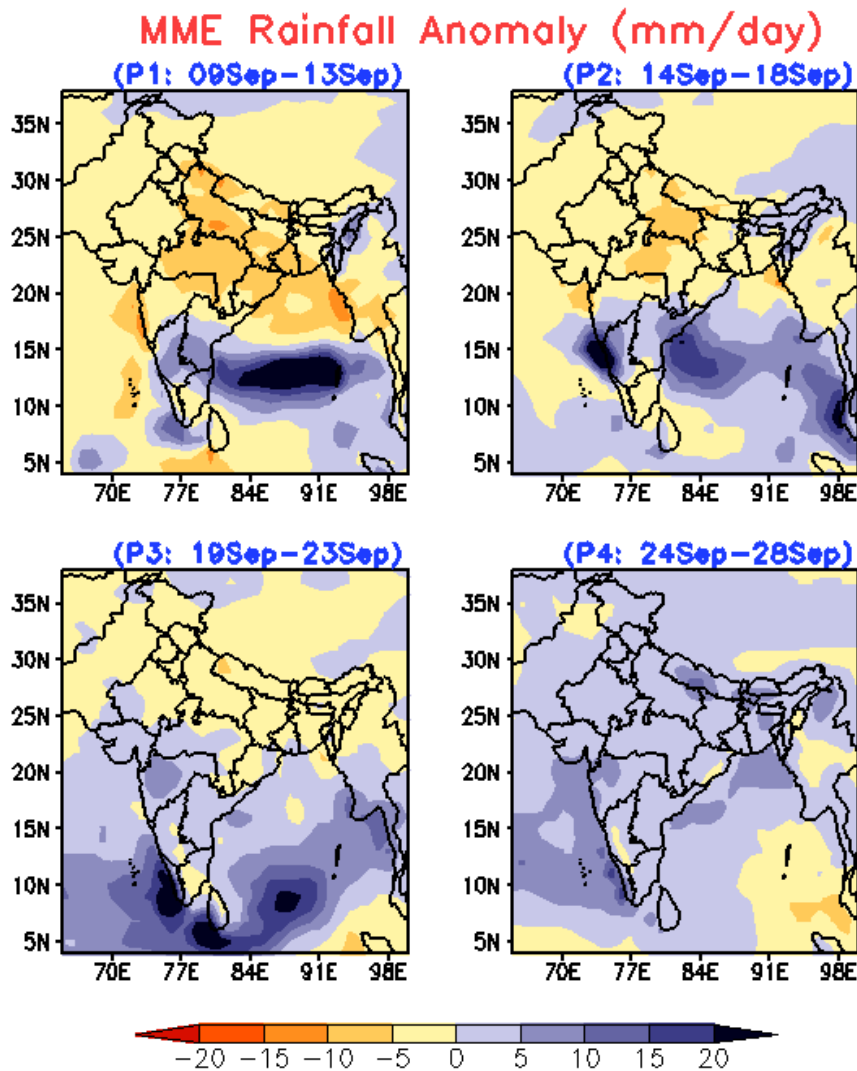 MME Rainfall Anomaly (mm/day)
(P1: 09Sep-13Sep) (P2: 14Sep-18Sep)
35N 35N
30N 30N
25N 25N
20N 20N
15N 15N
10N 10N
5N 5N
70E 77E 84E 91E 98E 70E 77E 84E 91E 98E
(P3: 19Sep-23Sep) (P4: 24Sep-28Sep)
35N 35N
30N 30N
25N 25N
20N 20N
15N 15N
10N 10N
5N 5N
70E 77E 84E 91E 98E 70E 77E 84E 91E 98E
-20 -15 -10 -5 0 5 10 15 20